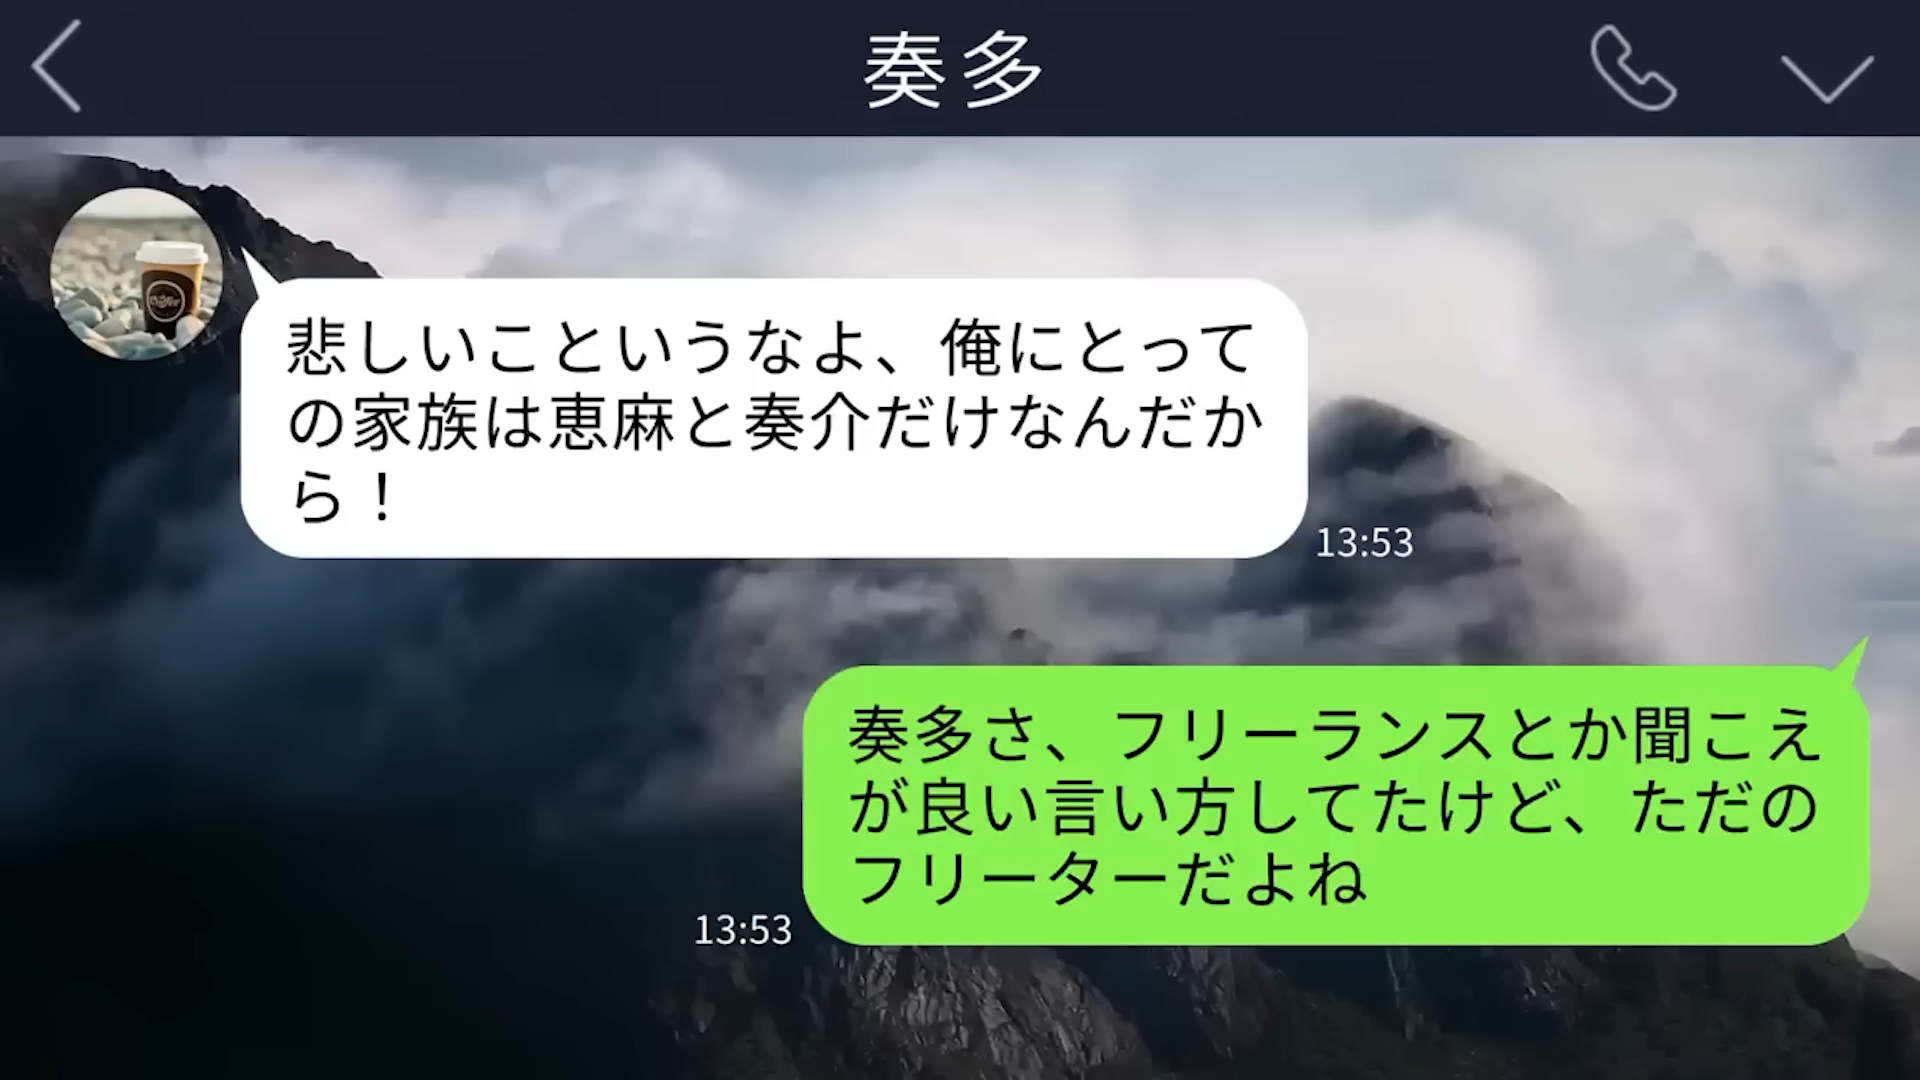 奏多
悲しいこというなよ、俺にとって
の家族は恵麻と奏介だけなんだか
ら！
13:53
奏多さ、フリーランスとか聞こえ
が良い言い方してたけど、ただの
フリーターだよね
13:53